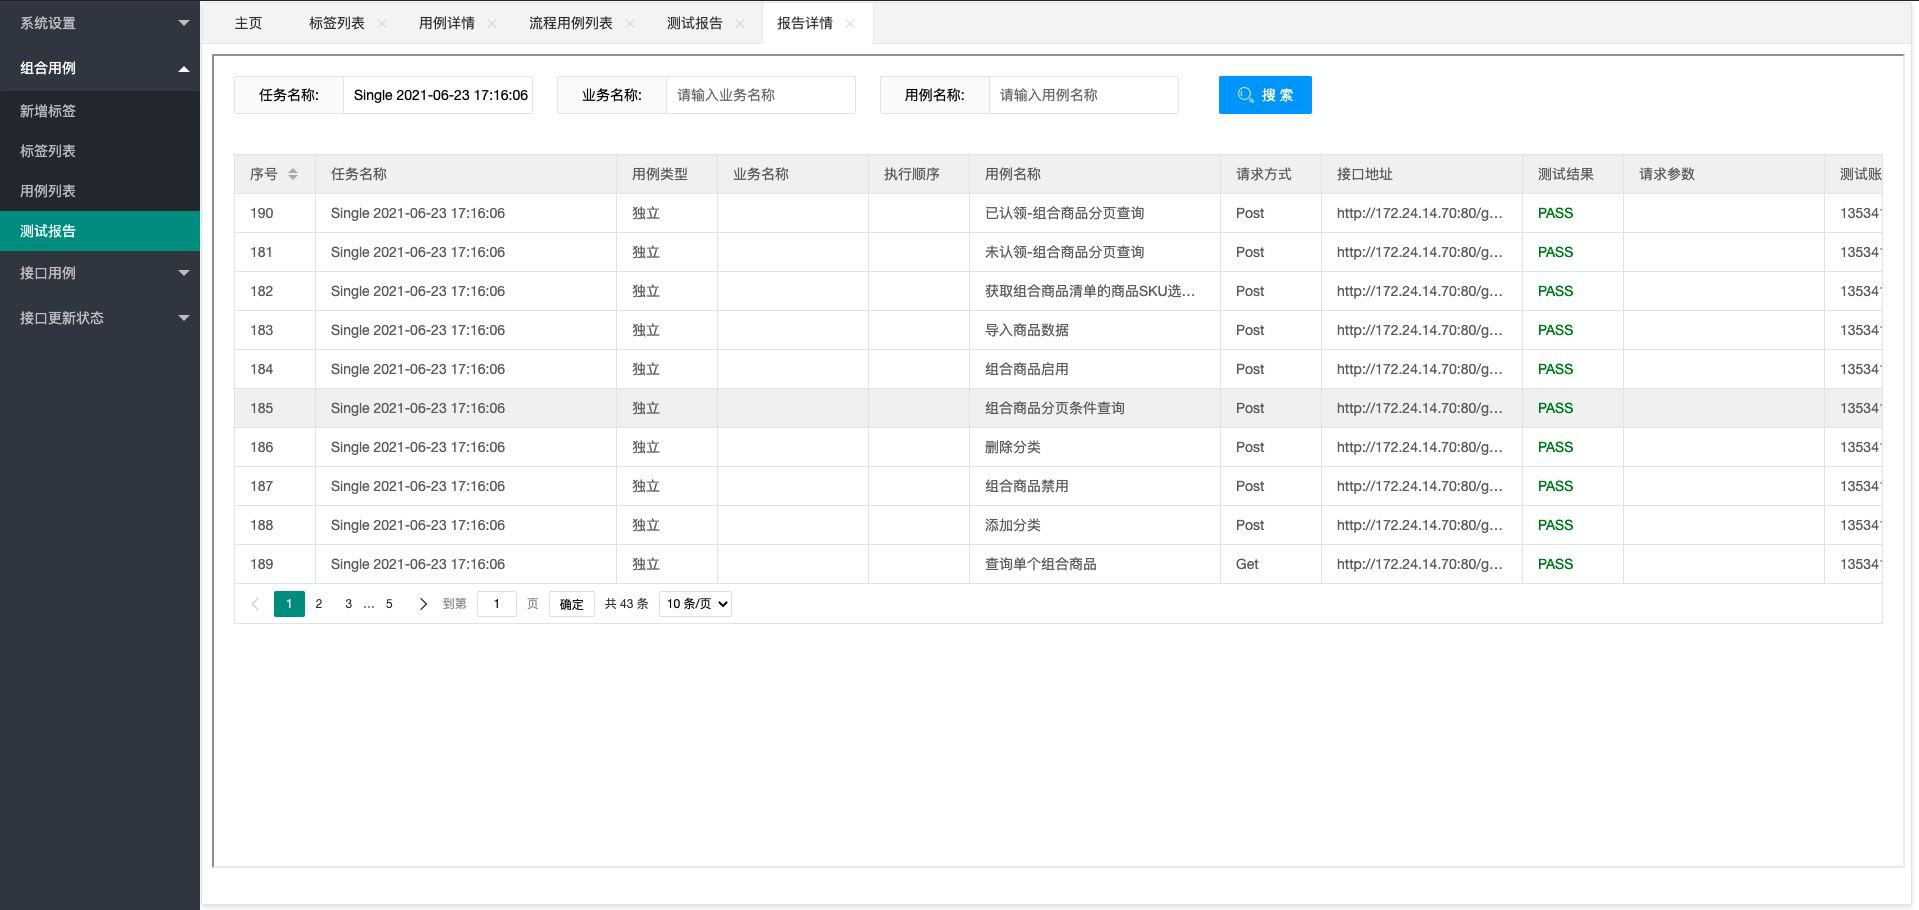 系统设置
组合用例
新增标签
标签列表
用例列表
测试报告
接口用例
接口更新状态
主页 标签列表 用例详情 流程用例列表 测试报告 报告详情
任务名称: Single 2021-06-23 17:16:06 业务名称: 请输入业务名称 用例名称: 请输入用例名称 搜 索
序号 任务名称 用例类型 业务名称 执行顺序 用例名称 请求方式 接口地址 测试结果 请求参数 测试账
190 Single 2021-06-23 17:16:06 独立 已认领-组合商品分页查询 Post http://172.24.14.70:80/g... PASS 13534
181 Single 2021-06-23 17:16:06 独立 未认领-组合商品分页查询 Post http://172.24.14.70:80/g... PASS 13534
182 Single 2021-06-23 17:16:06 独立 获取组合商品清单的商品SKU选... Post http://172.24.14.70:80/g... PASS 13534
183 Single 2021-06-23 17:16:06 独立 导入商品数据 Post http://172.24.14.70:80/g... PASS 13534
184 Single 2021-06-23 17:16:06 独立 组合商品启用 Post http://172.24.14.70:80/g... PASS 13534
185 Single 2021-06-23 17:16:06 独立 组合商品分页条件查询 Post http://172.24.14.70:80/g... PASS 13534
186 Single 2021-06-23 17:16:06 独立 删除分类 Post http://172.24.14.70:80/g... PASS 13534
187 Single 2021-06-23 17:16:06 独立 组合商品禁用 Post http://172.24.14.70:80/g... PASS 13534
188 Single 2021-06-23 17:16:06 独立 添加分类 Post http://172.24.14.70:80/g... PASS 13534
189 Single 2021-06-23 17:16:06 独立 查询单个组合商品 Get http://172.24.14.70:80/g... PASS 13534
1 2 3 … 5 到第 1 页 确定 共 43 条 10 条/页